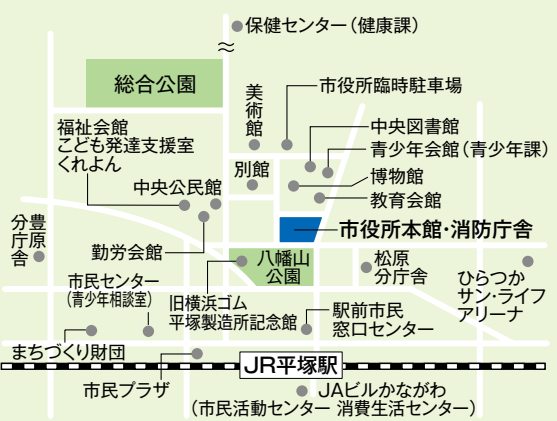 保健センター（健康課）
総合公園
美術館
市役所臨時駐車場
福祉会館
こども発達支援室
くれよん
中央図書館
青少年会館（青少年課）
別館
中央公民館
博物館
教育会館
市役所本館・消防庁舎
豊原
分庁舎
勤労会館
八幡山
公園
松原
分庁舎
ひらつか
サン・ライフ
アリーナ
市民センター
（青少年相談室）
旧横浜ゴム
平塚製造所記念館
駅前市民
窓口センター
まちづくり財団
JR平塚駅
市民プラザ
JAビルかながわ
（市民活動センター 消費生活センター）